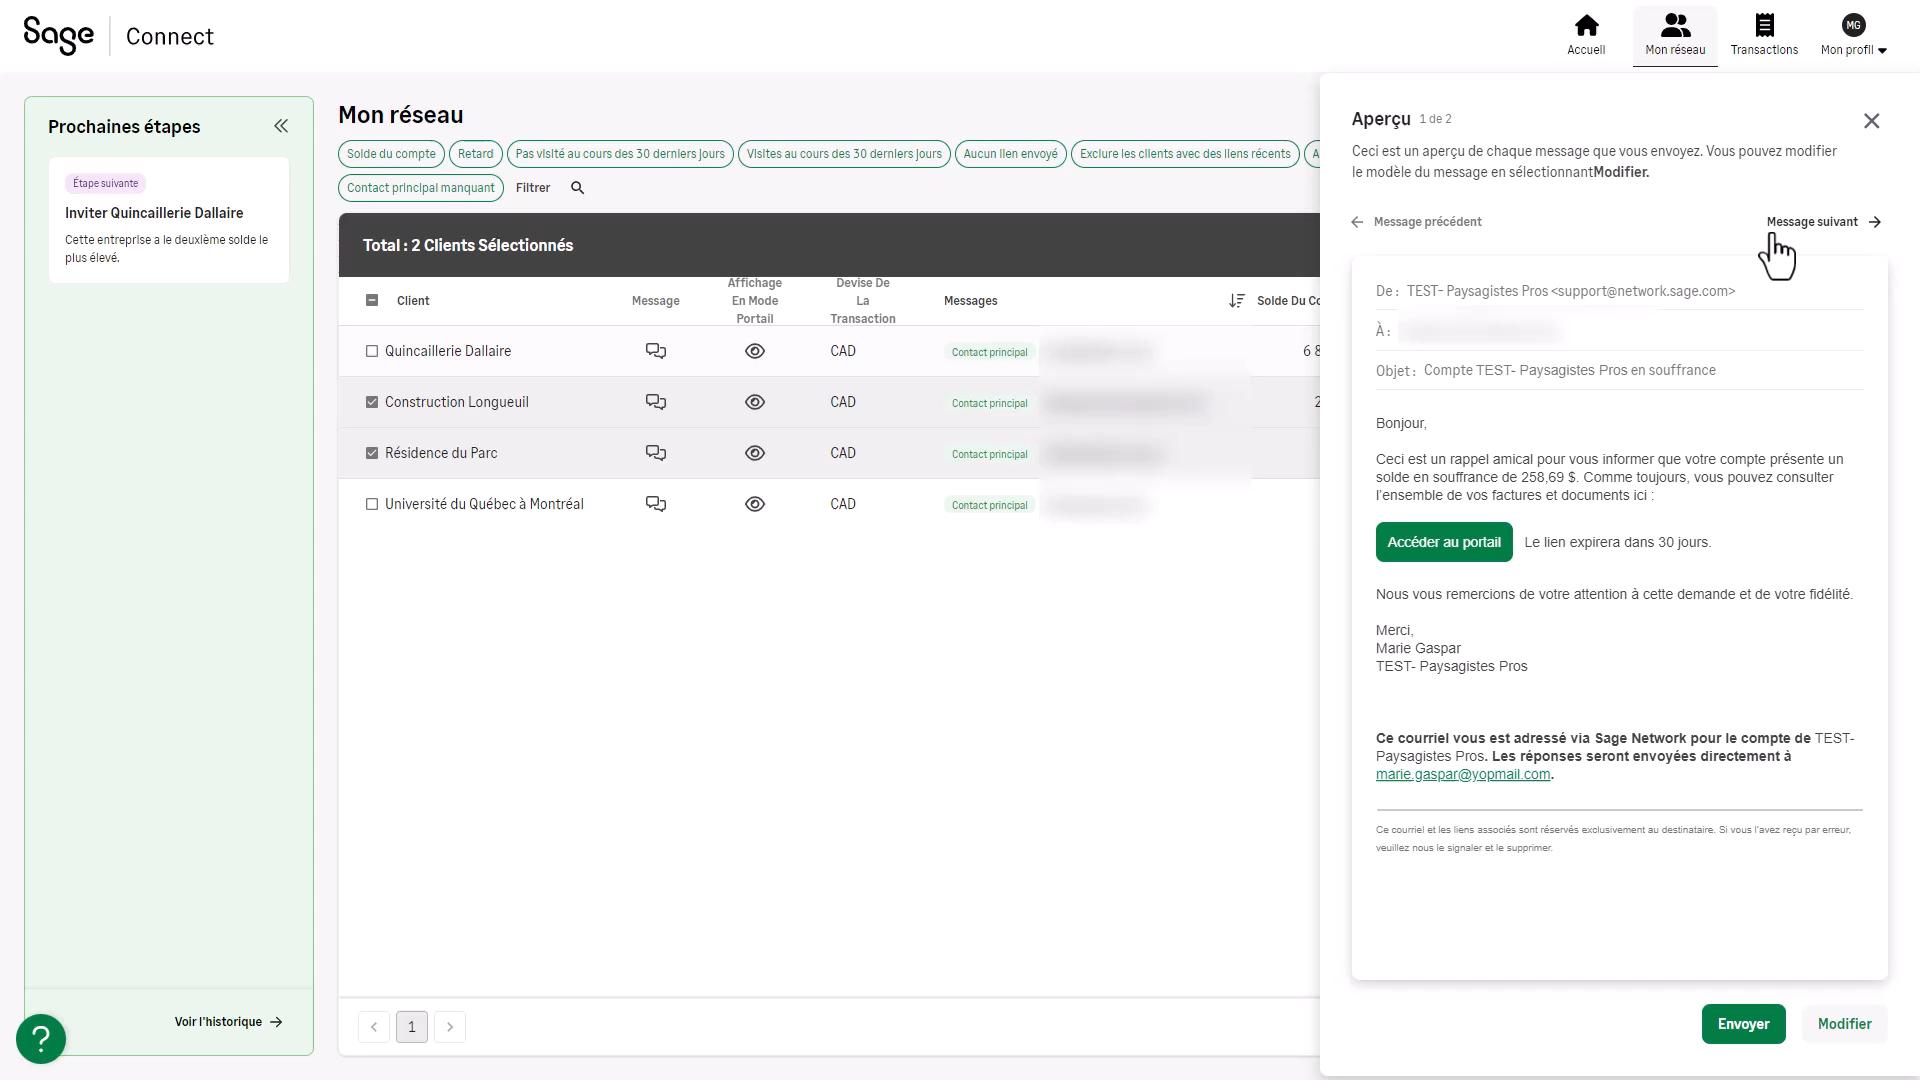 Sage Connect
Accueil
Mon réseau
Transactions
MG
Mon profil
Prochaines étapes
Étape suivante
Inviter Quincaillerie Dallaire
Cette entreprise a le deuxième solde le
plus élevé.
Voir l'historique
?
Mon réseau
Solde du compte
Retard
Pas visité au cours des 30 derniers jours
Visites au cours des 30 derniers jours
Aucun lien envoyé
Exclure les clients avec des liens récents
Contact principal manquant
Filtrer
Total : 2 Clients Sélectionnés
Client
Message
Affichage
En Mode
Portail
Devise De
La
Transaction
Messages
Solde Du Co
Quincaillerie Dallaire
CAD
Contact principal
6 8
Construction Longueuil
CAD
Contact principal
2
Résidence du Parc
CAD
Contact principal
Université du Québec à Montréal
CAD
Contact principal
1
Aperçu 1 de 2
Ceci est un aperçu de chaque message que vous envoyez. Vous pouvez modifier
le modèle du message en sélectionnantModifier.
Message précédent
Message suivant
De : TEST- Paysagistes Pros <support@network.sage.com>
À :
Objet : Compte TEST- Paysagistes Pros en souffrance
Bonjour,
Ceci est un rappel amical pour vous informer que votre compte présente un
solde en souffrance de 258,69 $. Comme toujours, vous pouvez consulter
l'ensemble de vos factures et documents ici :
Accéder au portail
Le lien expirera dans 30 jours.
Nous vous remercions de votre attention à cette demande et de votre fidélité.
Merci,
Marie Gaspar
TEST- Paysagistes Pros
Ce courriel vous est adressé via Sage Network pour le compte de TEST-
Paysagistes Pros. Les réponses seront envoyées directement à
marie.gaspar@yopmail.com.
Ce courriel et les liens associés sont réservés exclusivement au destinataire. Si vous l'avez reçu par erreur,
veuillez nous le signaler et le supprimer.
Envoyer
Modifier